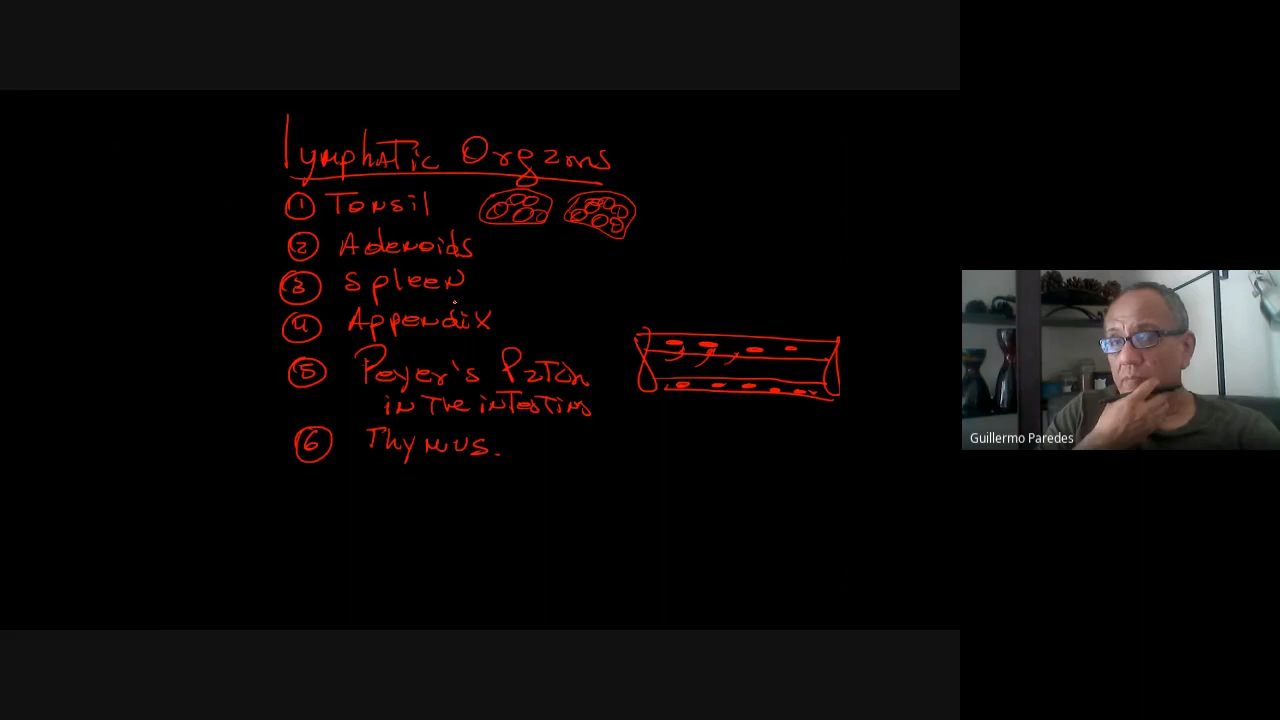 Lymphatic Organs
① Tonsil
② Adenoids
③ Spleen
④ Appendix
⑤ Peyer's Patch
in the intestins
⑥ Thymus.
Guillermo Paredes